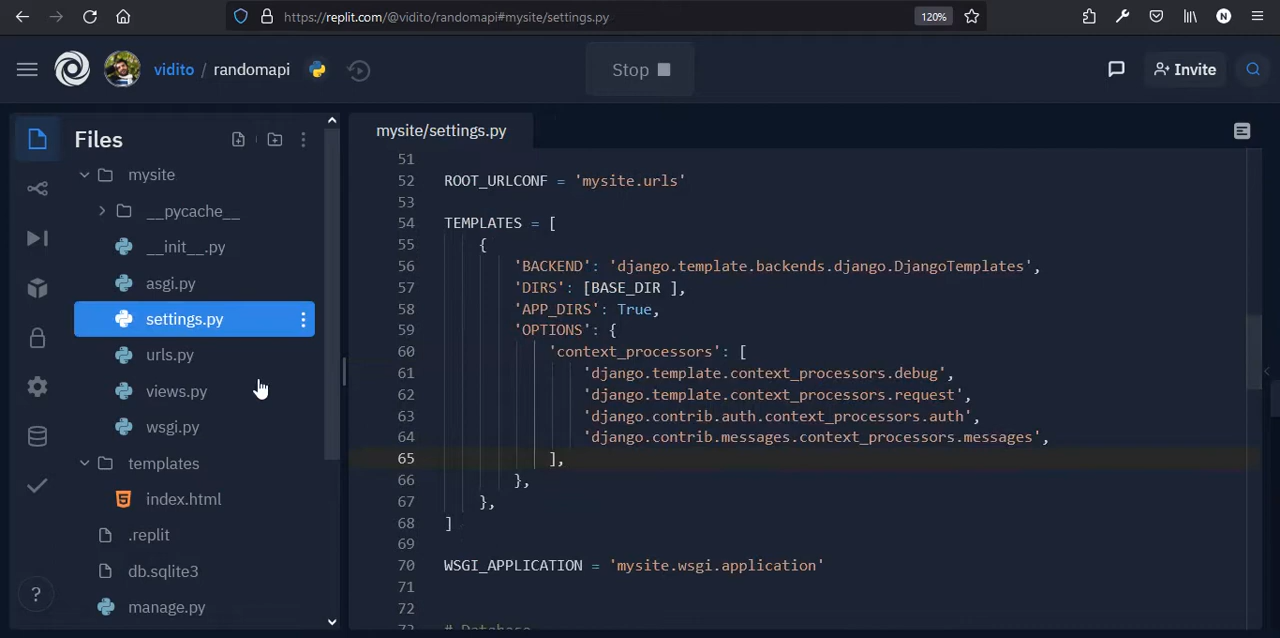 https://replit.com/@vidito/randomapi#mysite/settings.py
120%
N
vidito / randomapi
Stop
Invite
Files
mysite
__pycache__
__init__.py
asgi.py
settings.py
urls.py
views.py
wsgi.py
templates
index.html
.replit
db.sqlite3
manage.py
?
mysite/settings.py
51
52 ROOT_URLCONF = 'mysite.urls'
53
54 TEMPLATES = [
55 {
56 'BACKEND': 'django.template.backends.django.DjangoTemplates',
57 'DIRS': [BASE_DIR ],
58 'APP_DIRS': True,
59 'OPTIONS': {
60 'context_processors': [
61 'django.template.context_processors.debug',
62 'django.template.context_processors.request',
63 'django.contrib.auth.context_processors.auth',
64 'django.contrib.messages.context_processors.messages',
65 ],
66 },
67 },
68 ]
69
70 WSGI_APPLICATION = 'mysite.wsgi.application'
71
72
73 # Database